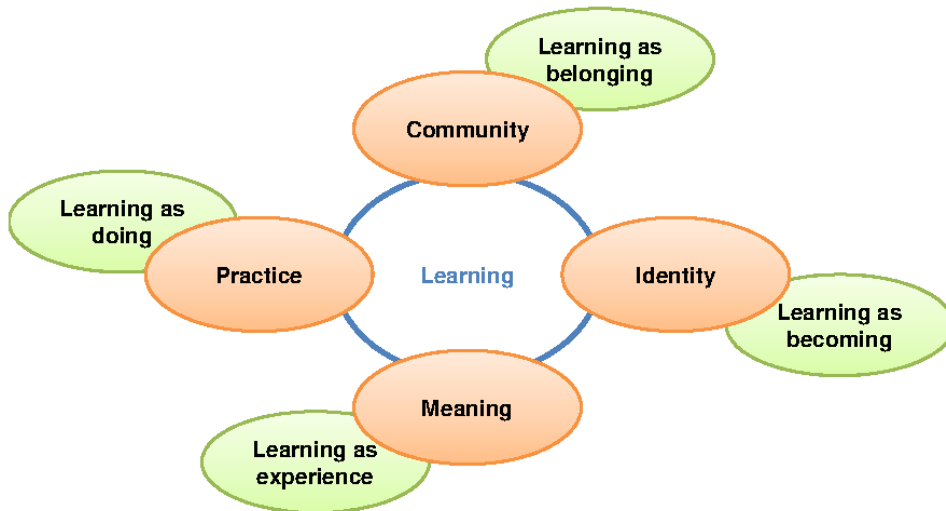 Learning as
belonging
Community
Learning as
doing
Practice
Learning
Identity
Learning as
becoming
Meaning
Learning as
experience